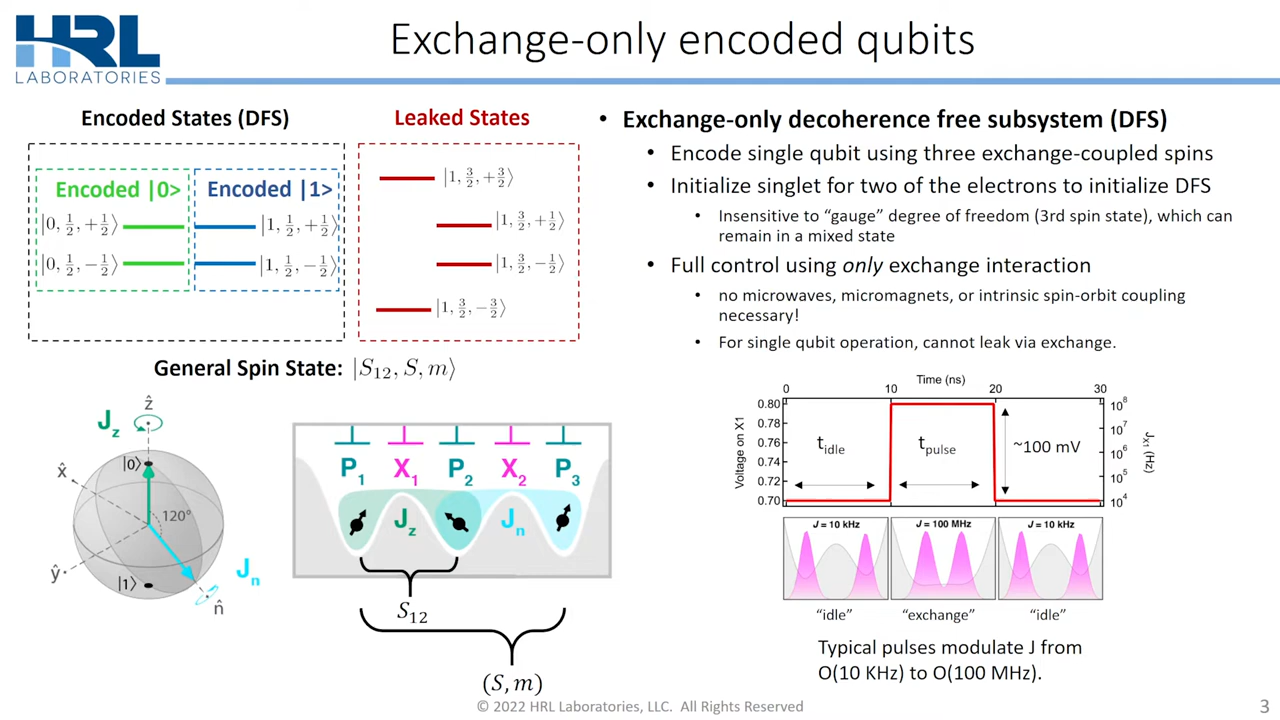 HRL
LABORATORIES
Exchange-only encoded qubits
Encoded States (DFS)
Leaked States
Encoded |0>
Encoded |1>
|0, 1/2, +1/2⟩
|1, 1/2, +1/2⟩
|0, 1/2, −1/2⟩
|1, 1/2, −1/2⟩
|1, 3/2, +3/2⟩
|1, 3/2, +1/2⟩
|1, 3/2, −1/2⟩
|1, 3/2, −3/2⟩
General Spin State: |S₁₂, S, m⟩
ẑ
J_z
|0⟩
x̂
120°
ŷ
|1⟩
J_n
n̂
P₁ X₁ P₂ X₂ P₃
J_z J_n
S₁₂
(S, m)
• Exchange-only decoherence free subsystem (DFS)
• Encode single qubit using three exchange-coupled spins
• Initialize singlet for two of the electrons to initialize DFS
• Insensitive to “gauge” degree of freedom (3rd spin state), which can
remain in a mixed state
• Full control using only exchange interaction
• no microwaves, micromagnets, or intrinsic spin-orbit coupling
necessary!
• For single qubit operation, cannot leak via exchange.
Time (ns)
0 10 20 30
Voltage on X1
0.80
0.78
0.76
0.74
0.72
0.70
t_idle
t_pulse
~100 mV
10⁸
10⁷
10⁶
10⁵
10⁴
J_X1 (Hz)
J = 10 kHz
J = 100 MHz
J = 10 kHz
“idle”
“exchange”
“idle”
Typical pulses modulate J from
O(10 KHz) to O(100 MHz).
© 2022 HRL Laboratories, LLC. All Rights Reserved
3